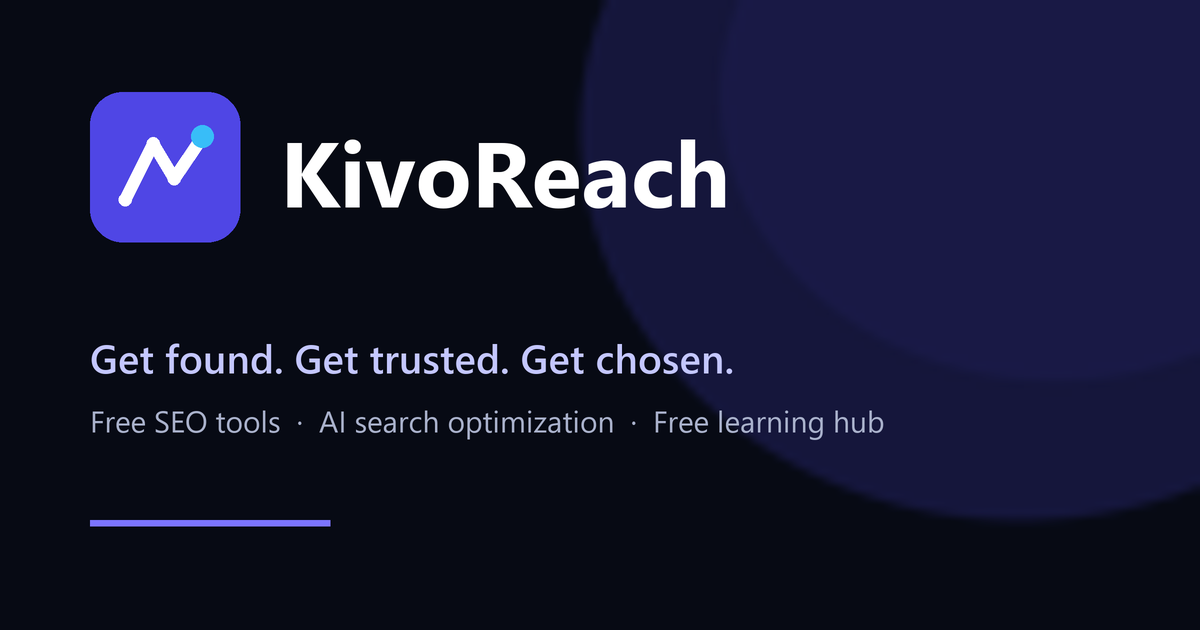 KivoReach
Get found. Get trusted. Get chosen.
Free SEO tools · AI search optimization · Free learning hub